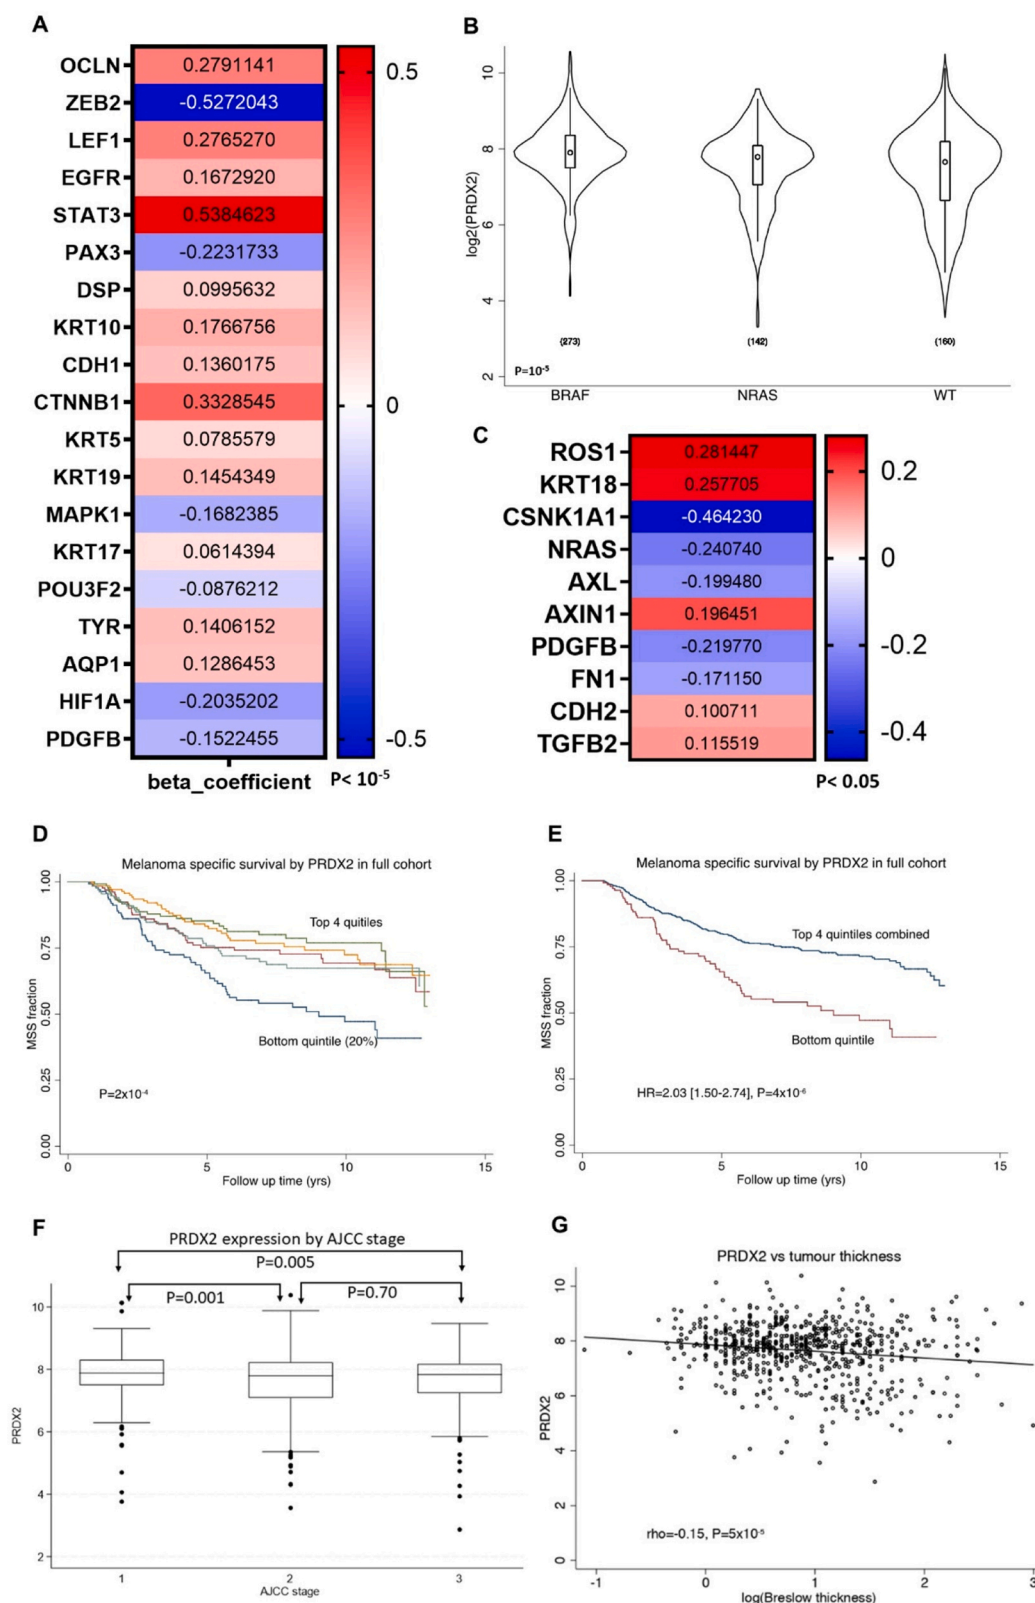 A
OCLN 0.2791141
ZEB2 -0.5272043
LEF1 0.2765270
EGFR 0.1672920
STAT3 0.5384623
PAX3 -0.2231733
DSP 0.0995632
KRT10 0.1766756
CDH1 0.1360175
CTNNB1 0.3328545
KRT5 0.0785579
KRT19 0.1454349
MAPK1 -0.1682385
KRT17 0.0614394
POU3F2 -0.0876212
TYR 0.1406152
AQP1 0.1286453
HIF1A -0.2035202
PDGFB -0.1522455
beta_coefficient
0.5
0
-0.5
P< 10-5
B
log2(PRDX2)
10
8
6
4
2
(273) (142) (160)
P=10-5
BRAF NRAS WT
C
ROS1 0.281447
KRT18 0.257705
CSNK1A1 -0.464230
NRAS -0.240740
AXL -0.199480
AXIN1 0.196451
PDGFB -0.219770
FN1 -0.171150
CDH2 0.100711
TGFB2 0.115519
0.2
0
-0.2
-0.4
P< 0.05
D
Melanoma specific survival by PRDX2 in full cohort
MSS fraction
1.00
0.75
0.50
0.25
0.00
Top 4 quitiles
Bottom quintile (20%)
P=2x10-4
0 5 10 15
Follow up time (yrs)
E
Melanoma specific survival by PRDX2 in full cohort
MSS fraction
1.00
0.75
0.50
0.25
0.00
Top 4 quintiles combined
Bottom quintile
HR=2.03 [1.50-2.74], P=4x10-6
0 5 10 15
Follow up time (yrs)
F
PRDX2 expression by AJCC stage
P=0.005
P=0.001 P=0.70
PRDX2
10
8
6
4
2
1 2 3
AJCC stage
G
PRDX2 vs tumour thickness
PRDX2
10
8
6
4
2
0
rho=-0.15, P=5x10-5
-1 0 1 2 3
log(Breslow thickness)